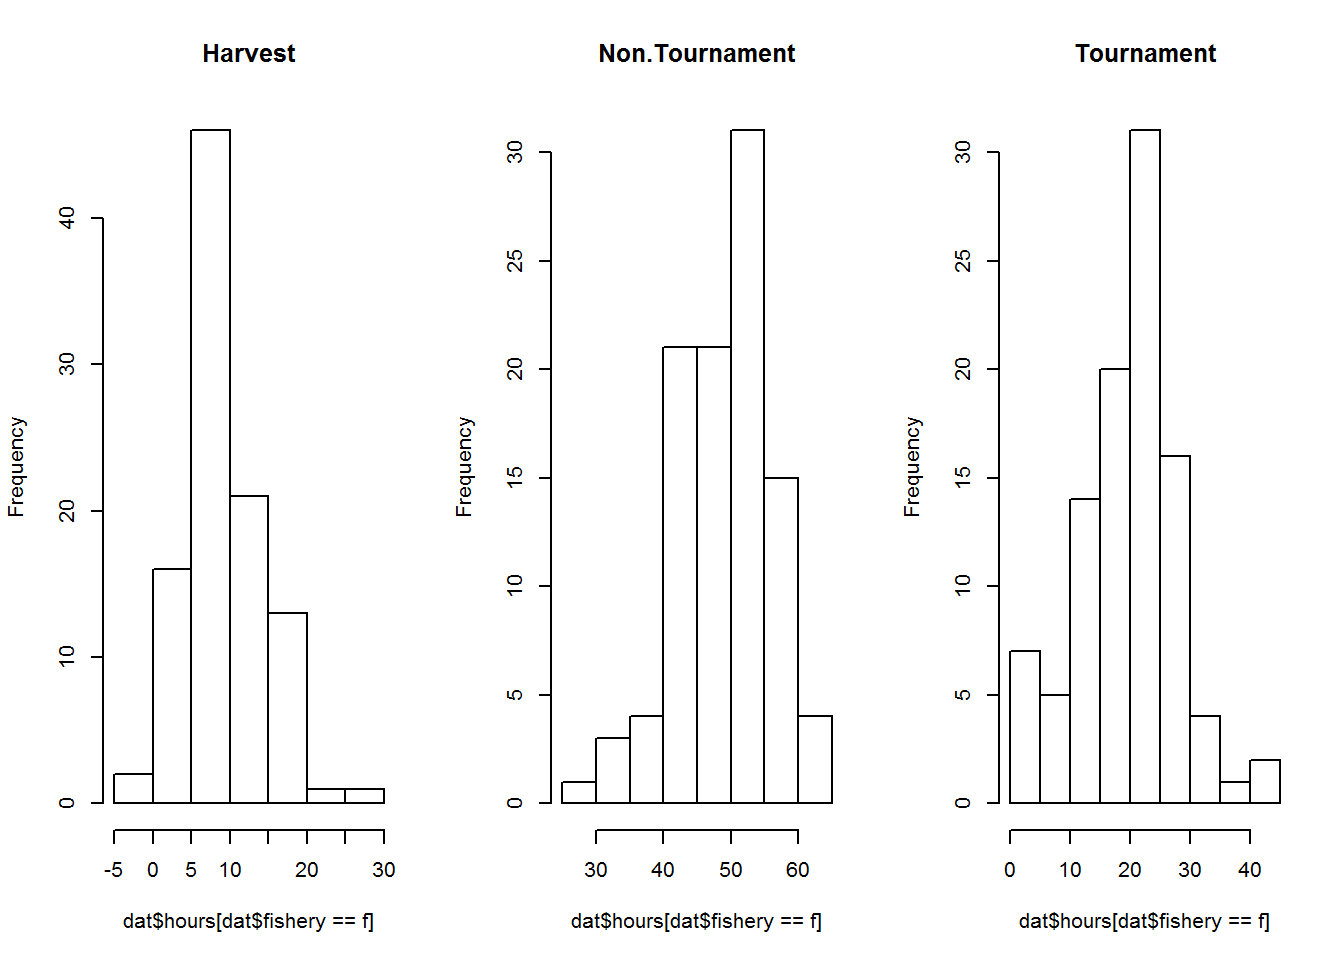 Harvest
Frequency
0 10 20 30 40
-5 0 5 10 20 30
dat$hours[dat$fishery == f]
Non.Tournament
Frequency
0 5 10 15 20 25 30
30 40 50 60
dat$hours[dat$fishery == f]
Tournament
Frequency
0 5 10 15 20 25 30
0 10 20 30 40
dat$hours[dat$fishery == f]